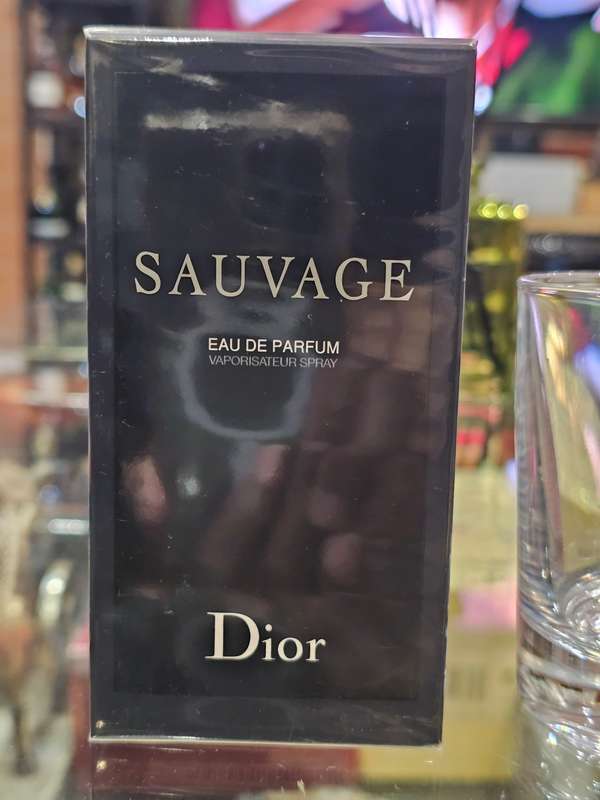 SAUVAGE
EAU DE PARFUM
VAPORISATEUR SPRAY
Dior